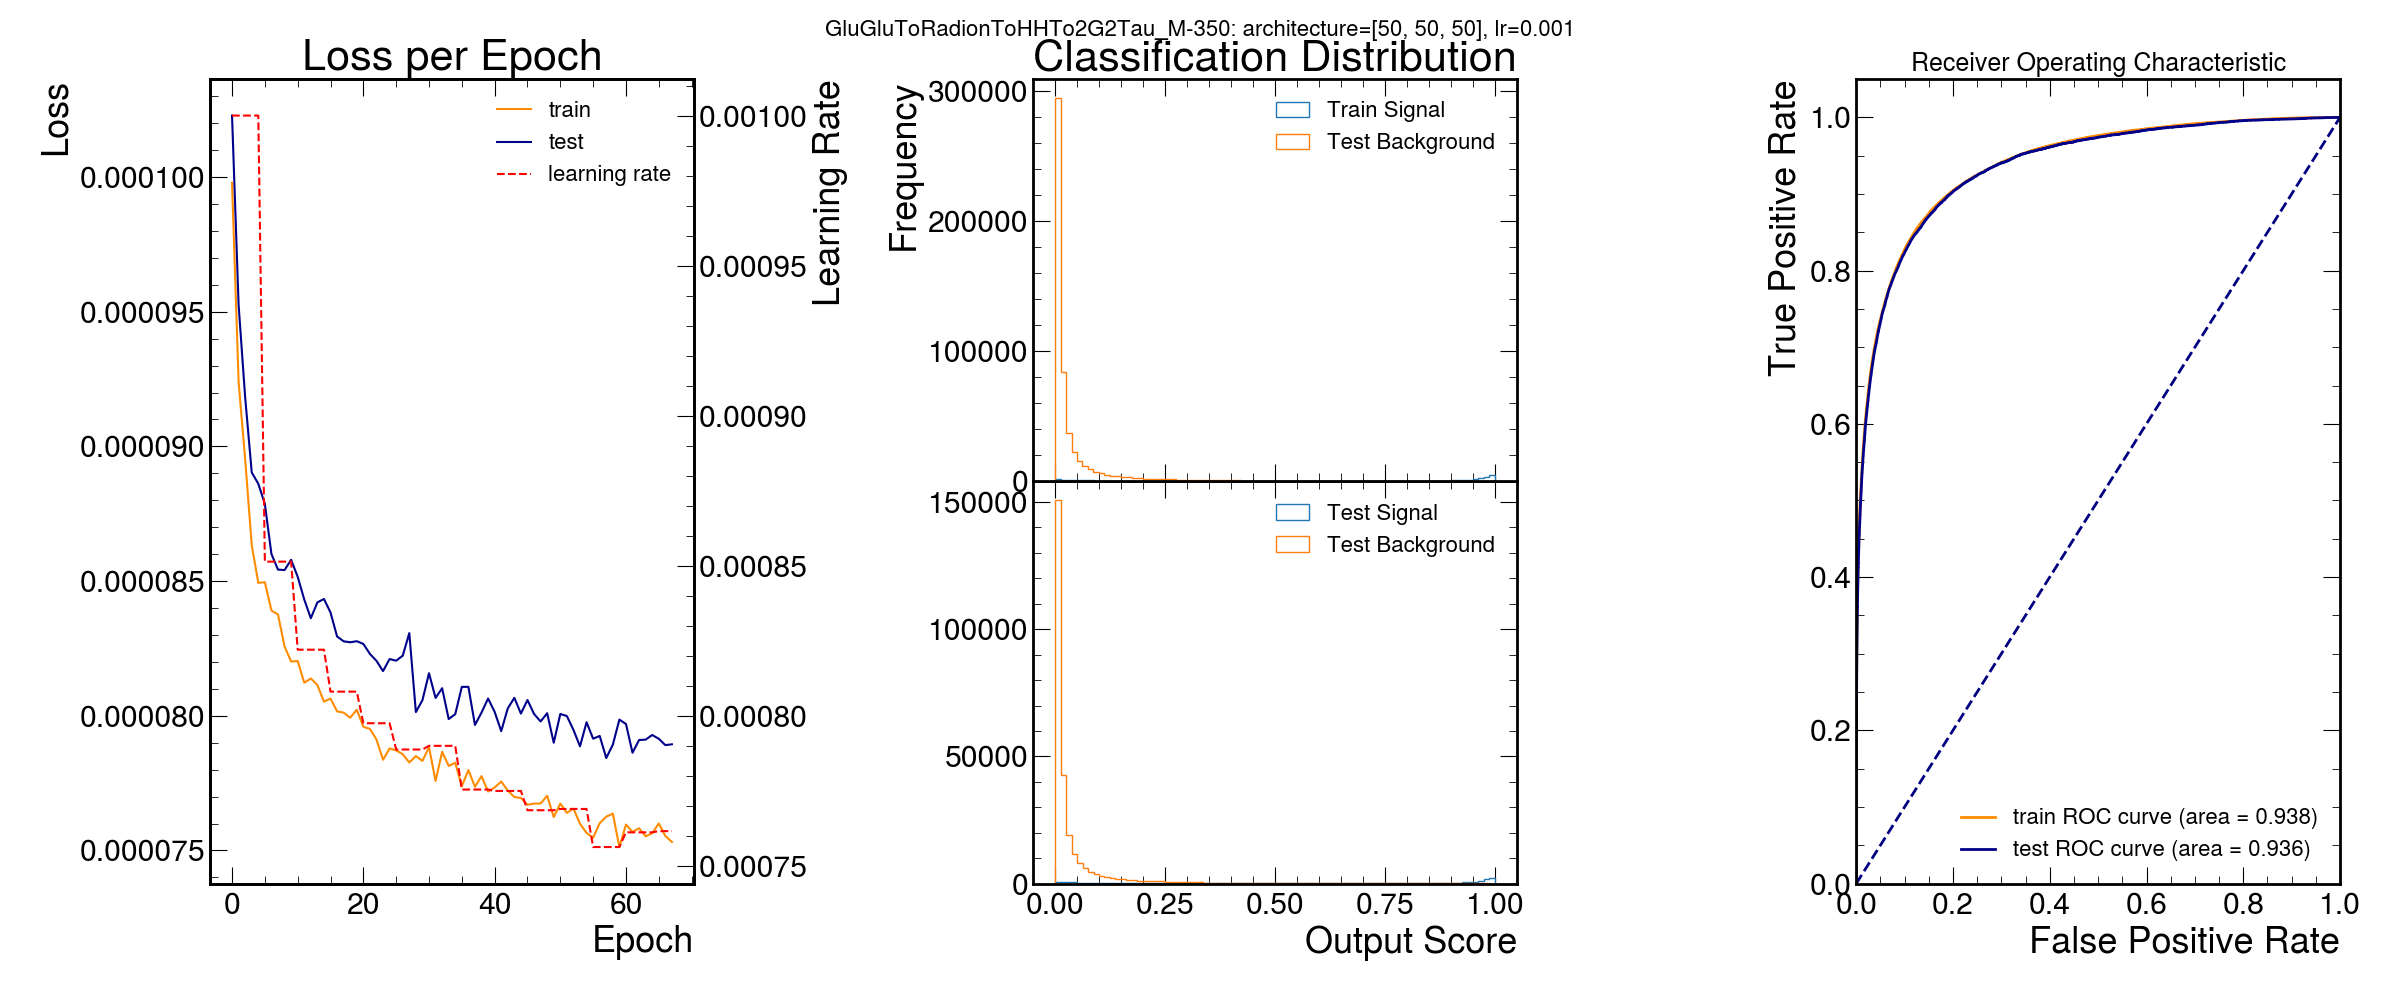 GluGluToRadionToHHTo2G2Tau_M-350: architecture=[50, 50, 50], lr=0.001
Loss per Epoch
Loss
0.000100
0.000095
0.000090
0.000085
0.000080
0.000075
train
test
learning rate
0.00100
0.00095
0.00090
0.00085
0.00080
0.00075
Learning Rate
0 20 40 60
Epoch
Classification Distribution
Frequency
300000
200000
100000
0
Train Signal
Test Background
150000
100000
50000
0
Test Signal
Test Background
0.00 0.25 0.50 0.75 1.00
Output Score
Receiver Operating Characteristic
True Positive Rate
1.0
0.8
0.6
0.4
0.2
0.0
train ROC curve (area = 0.938)
test ROC curve (area = 0.936)
0.0 0.2 0.4 0.6 0.8 1.0
False Positive Rate